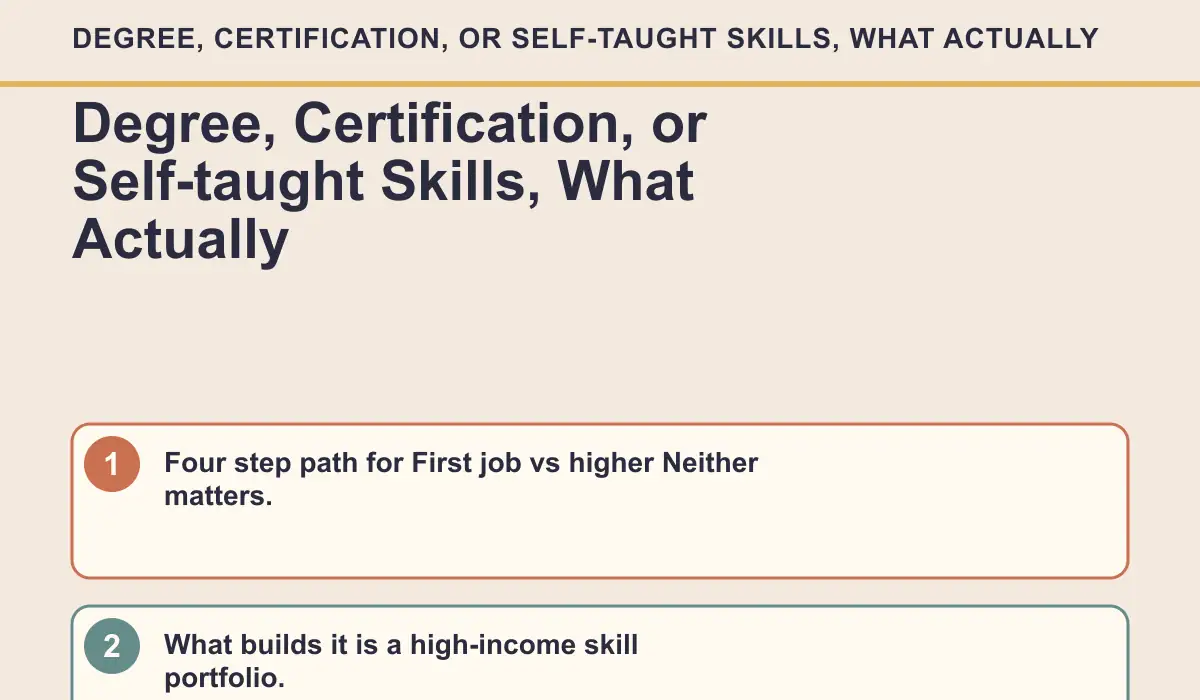 DEGREE, CERTIFICATION, OR SELF-TAUGHT SKILLS, WHAT ACTUALLY
Degree, Certification, or
Self-taught Skills, What
Actually
1
Four step path for First job vs higher Neither
matters.
2
What builds it is a high-income skill
portfolio.